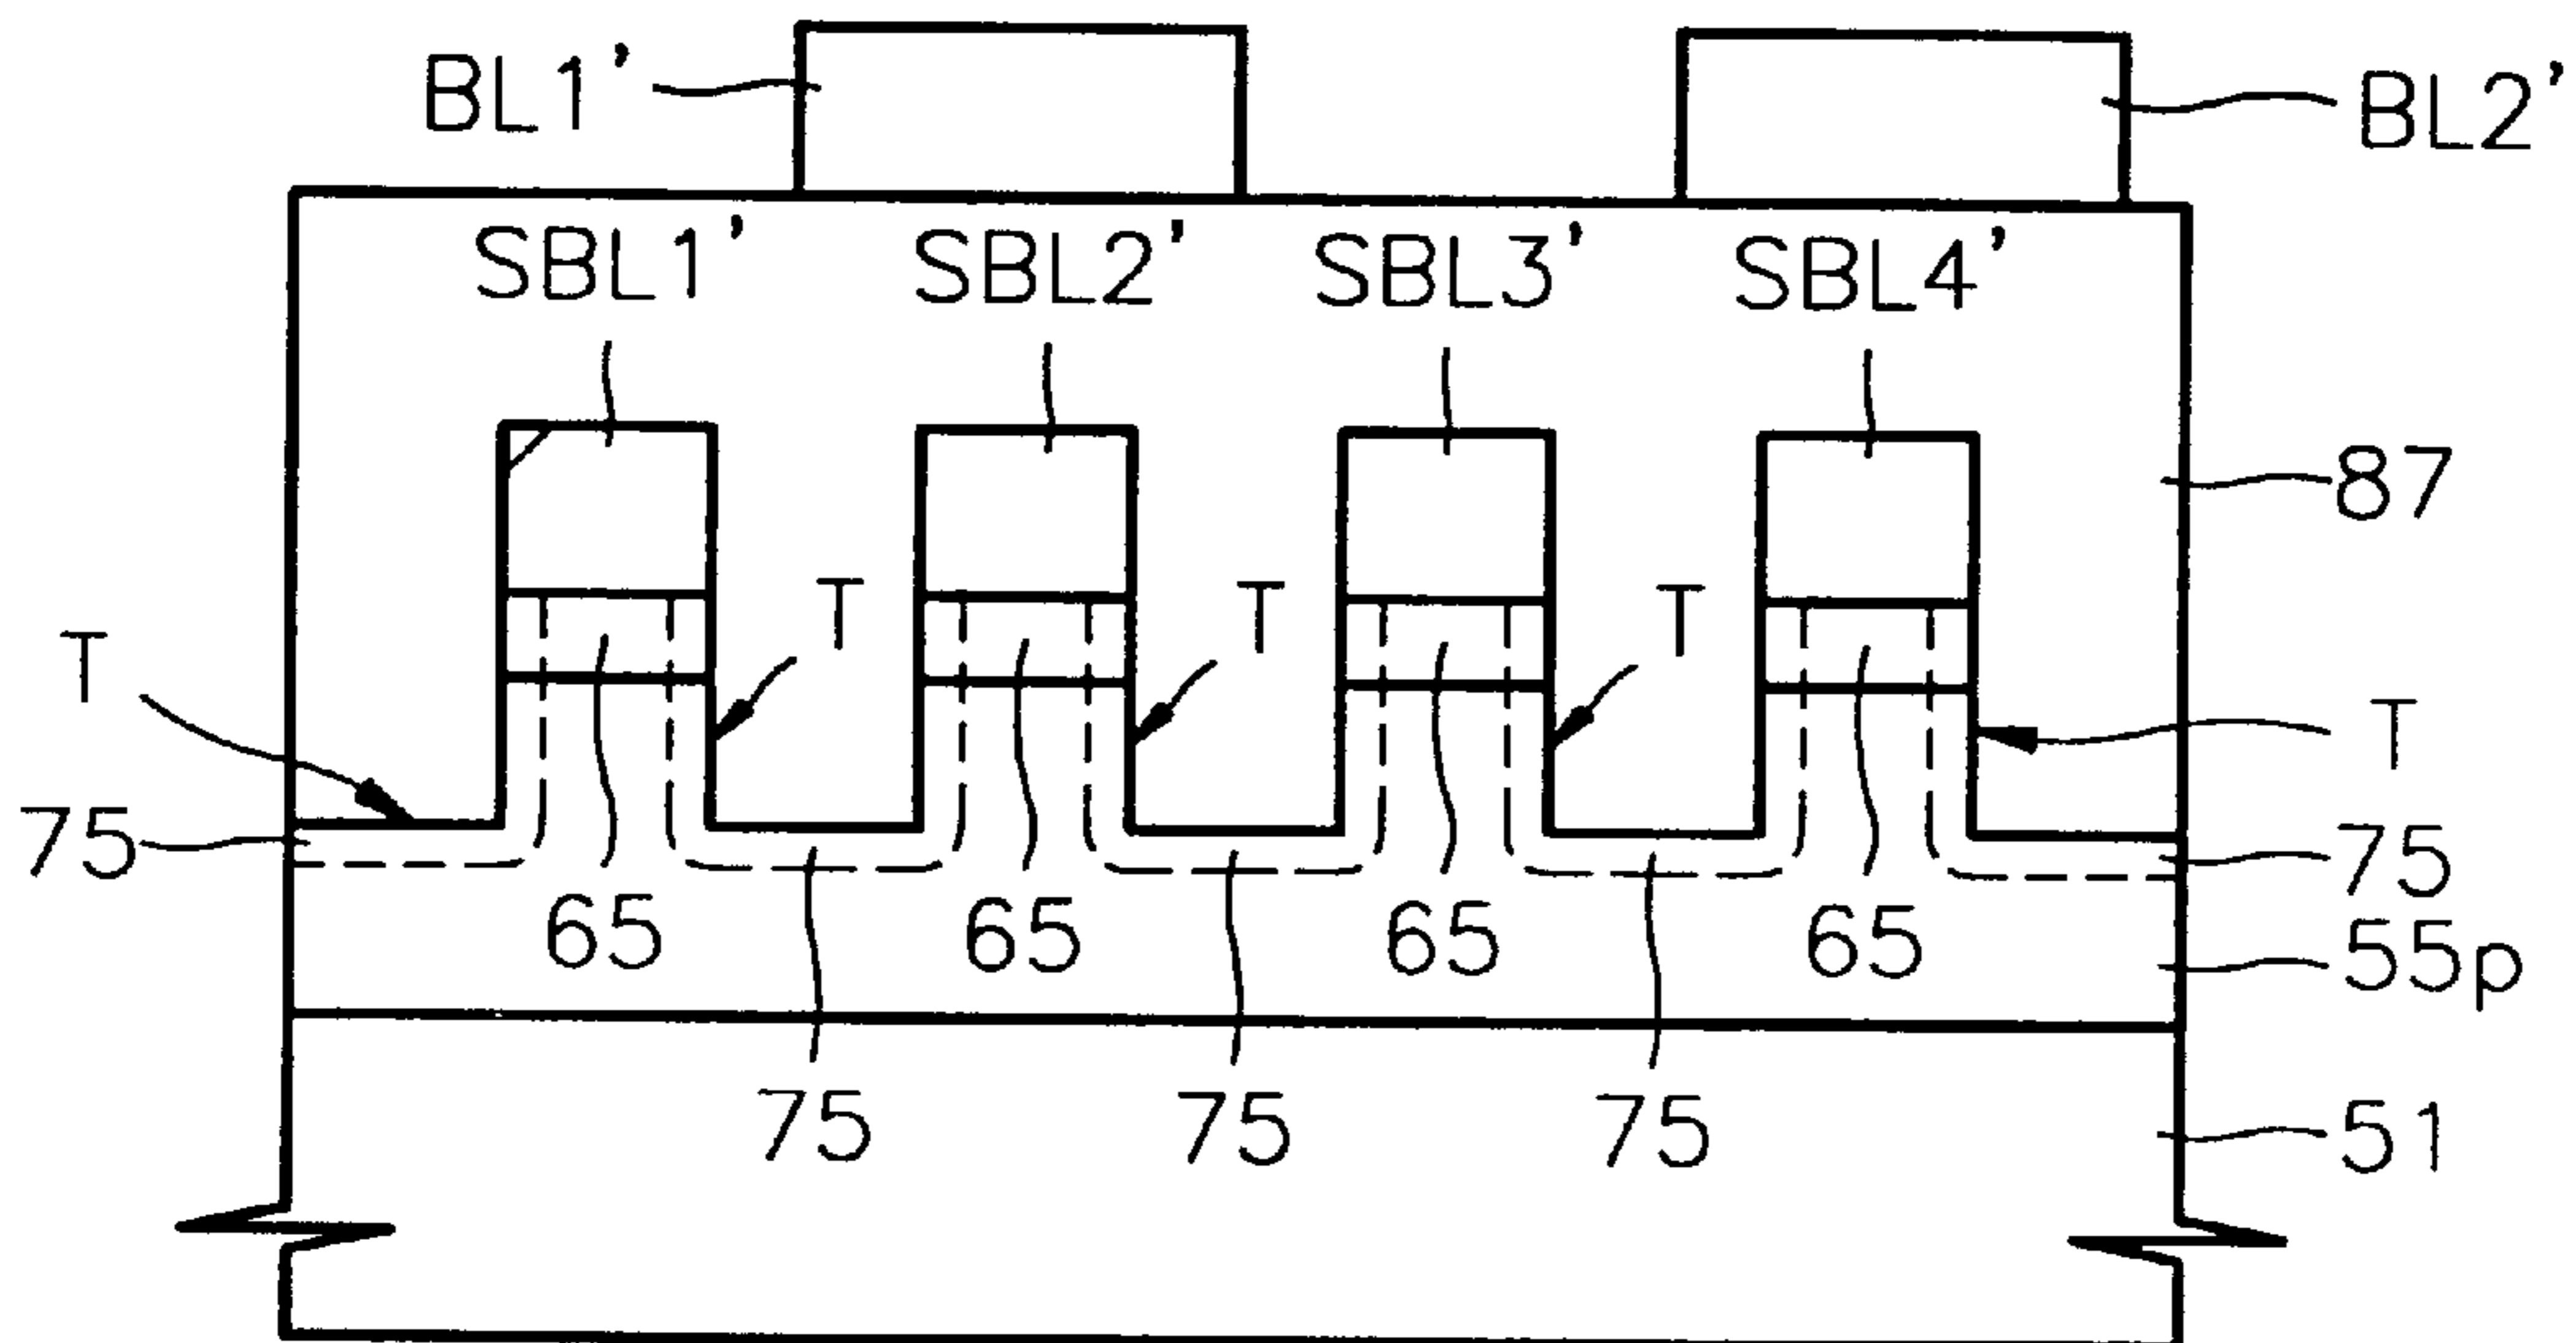 BL1' BL2'
SBL1' SBL2' SBL3' SBL4'
87
T T T T T
75 75
65 65 65 65
55p
75 75 75
51